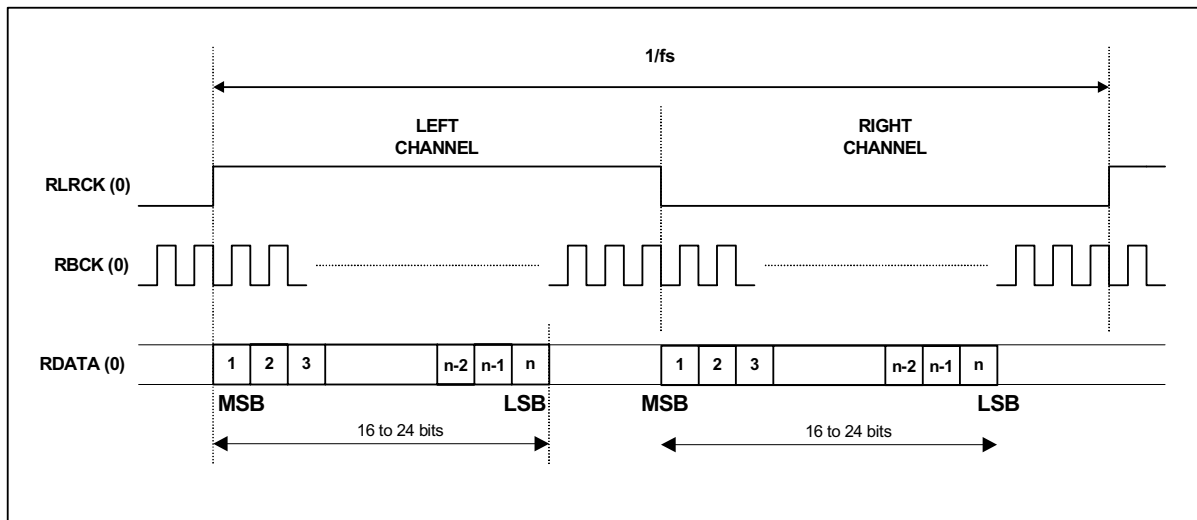 1/fs
LEFT
CHANNEL
RIGHT
CHANNEL
RLRCK (0)
RBCK (0)
RDATA (0)
1 2 3 n-2 n-1 n 1 2 3 n-2 n-1 n
MSB LSB MSB LSB
16 to 24 bits 16 to 24 bits